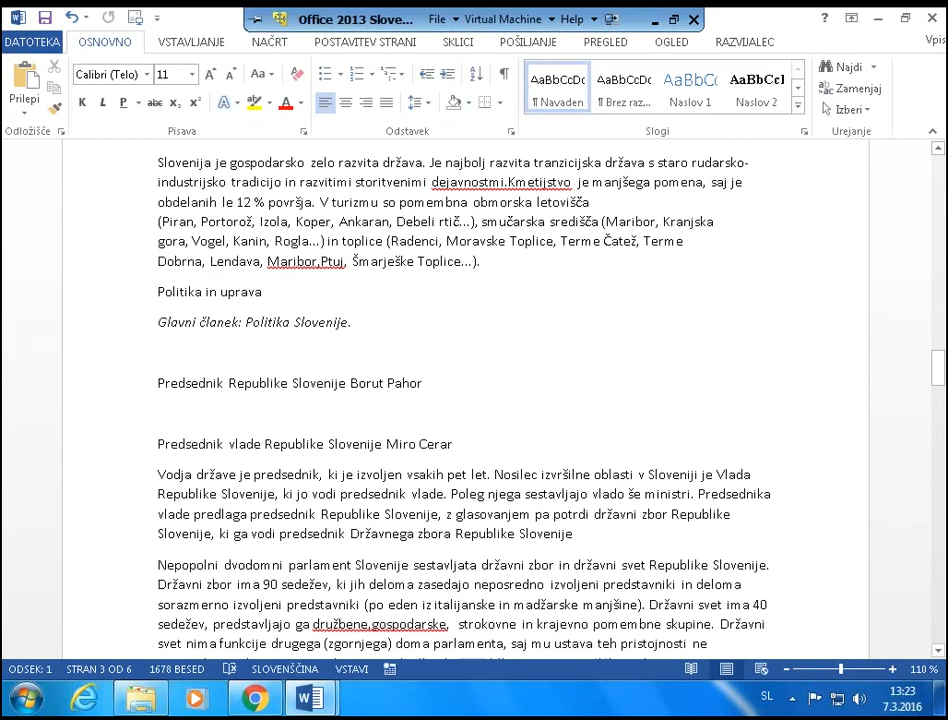 Office 2013 Slove... File Virtual Machine Help
?
DATOTEKA OSNOVNO VSTAVLJANJE NAČRT POSTAVITEV STRANI SKLICI POŠILJANJE PREGLED OGLED RAZVIJALEC Vpis
Prilepi
Calibri (Telo) 11 A A Aa
K L P abc x₂ x² A A
AaBbCcDc AaBbCcDc AaBbCc AaBbCcI
¶ Navaden ¶ Brez raz... Naslov 1 Naslov 2
Najdi
Zamenjaj
Izberi
Odložišče Pisava Odstavek Slogi Urejanje
Slovenija je gospodarsko zelo razvita država. Je najbolj razvita tranzicijska država s staro rudarsko-
industrijsko tradicijo in razvitimi storitvenimi dejavnostmi.Kmetijstvo je manjšega pomena, saj je
obdelanih le 12 % površja. V turizmu so pomembna obmorska letovišča
(Piran, Portorož, Izola, Koper, Ankaran, Debeli rtič...), smučarska središča (Maribor, Kranjska
gora, Vogel, Kanin, Rogla...) in toplice (Radenci, Moravske Toplice, Terme Čatež, Terme
Dobrna, Lendava, Maribor,Ptuj, Šmarješke Toplice...).
Politika in uprava
Glavni članek: Politika Slovenije.
Predsednik Republike Slovenije Borut Pahor
Predsednik vlade Republike Slovenije Miro Cerar
Vodja države je predsednik, ki je izvoljen vsakih pet let. Nosilec izvršilne oblasti v Sloveniji je Vlada
Republike Slovenije, ki jo vodi predsednik vlade. Poleg njega sestavljajo vlado še ministri. Predsednika
vlade predlaga predsednik Republike Slovenije, z glasovanjem pa potrdi državni zbor Republike
Slovenije, ki ga vodi predsednik Državnega zbora Republike Slovenije
Nepopolni dvodomni parlament Slovenije sestavljata državni zbor in državni svet Republike Slovenije.
Državni zbor ima 90 sedežev, ki jih deloma zasedajo neposredno izvoljeni predstavniki in deloma
sorazmerno izvoljeni predstavniki (po eden iz italijanske in madžarske manjšine). Državni svet ima 40
sedežev, predstavljajo ga družbene,gospodarske, strokovne in krajevno pomembne skupine. Državni
svet nima funkcije drugega (zgornjega) doma parlamenta, saj mu ustava teh pristojnosti ne
ODSEK: 1 STRAN 3 OD 6 1678 BESED SLOVENŠČINA VSTAVI 110 %
SL 13:23
7.3.2016